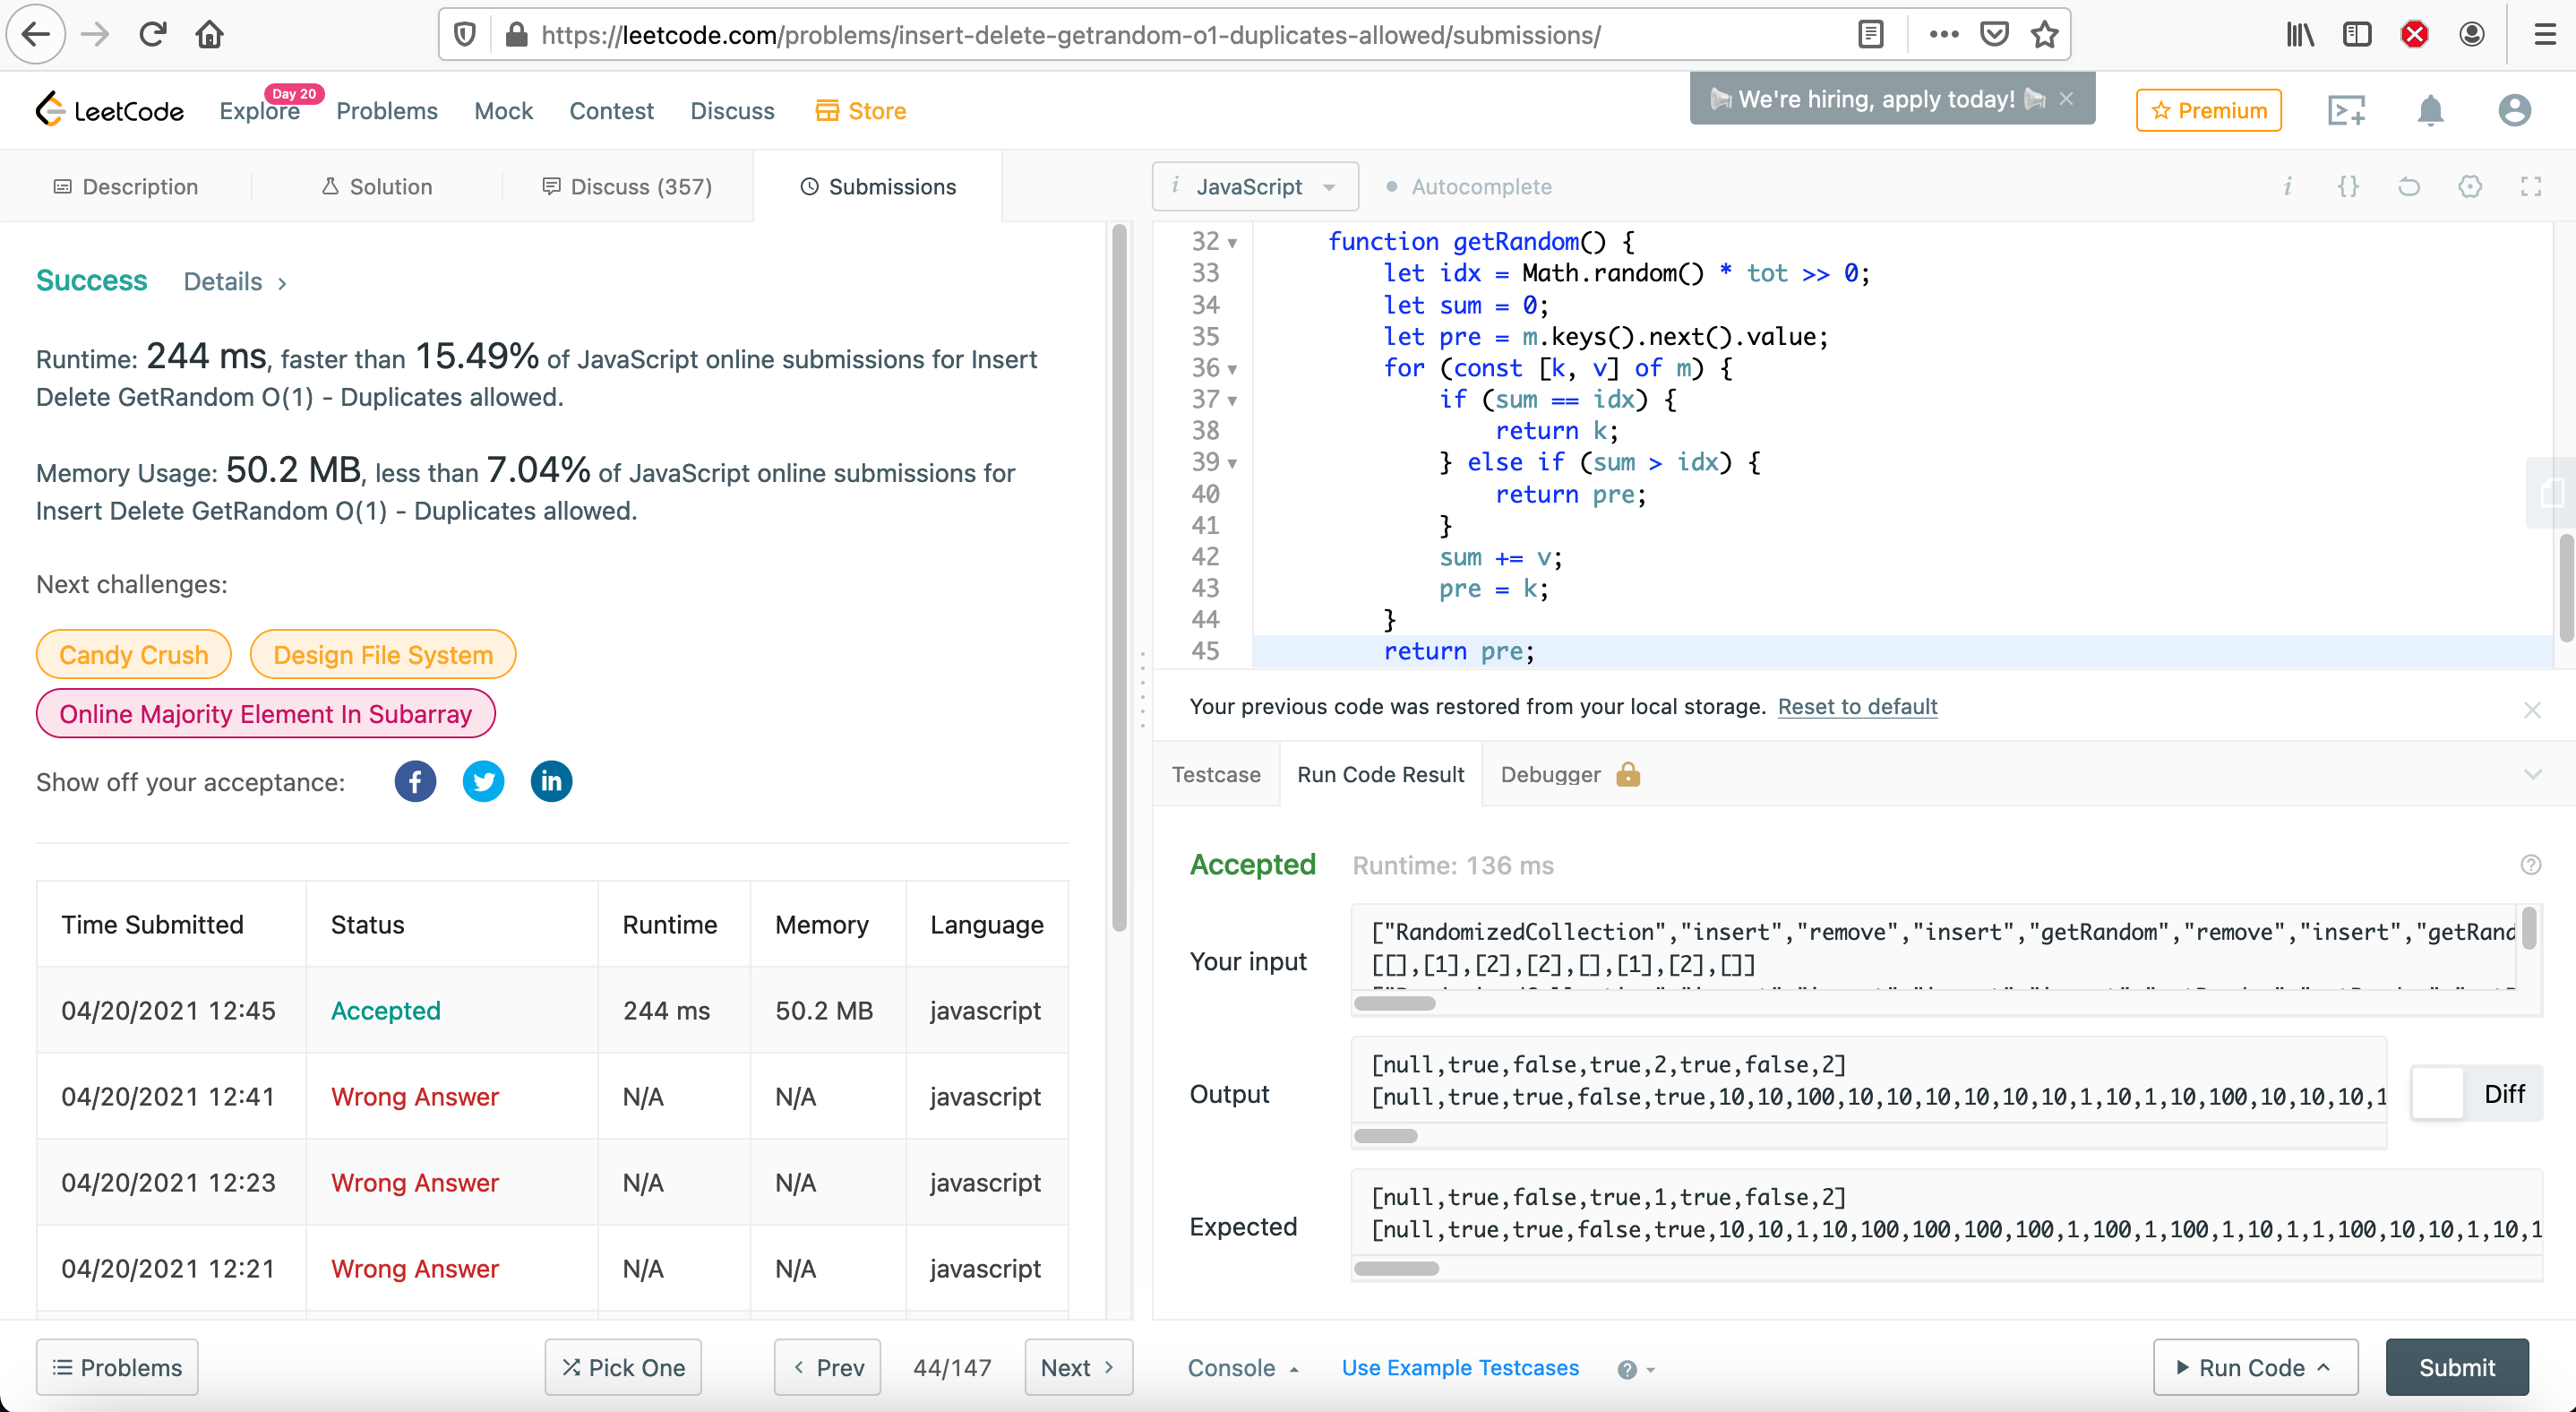 https://leetcode.com/problems/insert-delete-getrandom-o1-duplicates-allowed/submissions/
LeetCode
Explore
Day 20
Problems
Mock
Contest
Discuss
Store
We're hiring, apply today!
Premium
Description
Solution
Discuss (357)
Submissions
Success
Details
Runtime: 244 ms, faster than 15.49% of JavaScript online submissions for Insert
Delete GetRandom O(1) - Duplicates allowed.
Memory Usage: 50.2 MB, less than 7.04% of JavaScript online submissions for
Insert Delete GetRandom O(1) - Duplicates allowed.
Next challenges:
Candy Crush
Design File System
Online Majority Element In Subarray
Show off your acceptance:
Time Submitted Status Runtime Memory Language
04/20/2021 12:45 Accepted 244 ms 50.2 MB javascript
04/20/2021 12:41 Wrong Answer N/A N/A javascript
04/20/2021 12:23 Wrong Answer N/A N/A javascript
04/20/2021 12:21 Wrong Answer N/A N/A javascript
Problems
Pick One
Prev
44/147
Next
i JavaScript
Autocomplete
32 function getRandom() {
33 let idx = Math.random() * tot >> 0;
34 let sum = 0;
35 let pre = m.keys().next().value;
36 for (const [k, v] of m) {
37 if (sum == idx) {
38 return k;
39 } else if (sum > idx) {
40 return pre;
41 }
42 sum += v;
43 pre = k;
44 }
45 return pre;
Your previous code was restored from your local storage. Reset to default
Testcase
Run Code Result
Debugger
Accepted
Runtime: 136 ms
Your input
["RandomizedCollection","insert","remove","insert","getRandom","remove","insert","getRand
[[],[1],[2],[2],[],[1],[2],[]]
Output
[null,true,false,true,2,true,false,2]
[null,true,true,false,true,10,10,100,10,10,10,10,10,10,1,10,1,10,100,10,10,10,1
Diff
Expected
[null,true,false,true,1,true,false,2]
[null,true,true,false,true,10,10,1,10,100,100,100,100,1,100,1,100,1,10,1,1,100,10,10,1,10,1
Console
Use Example Testcases
Run Code
Submit